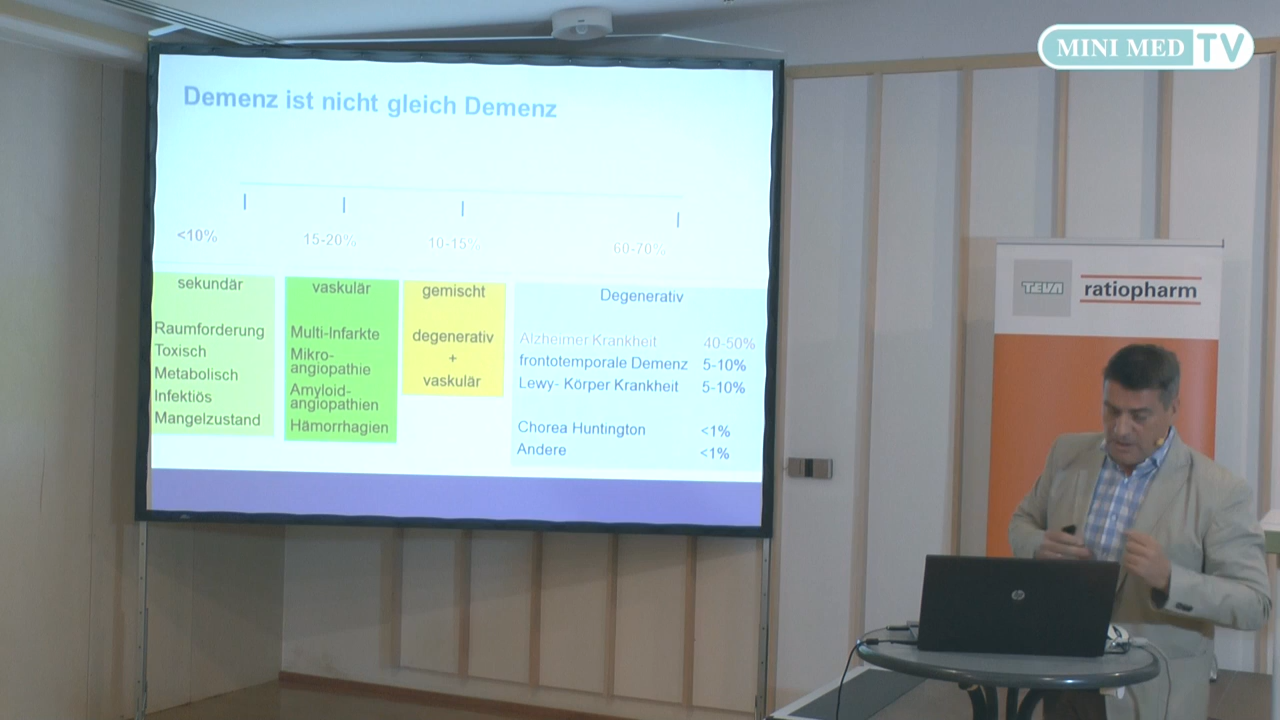 MINI MED TV
Demenz ist nicht gleich Demenz
<10%
15-20%
10-15%
60-70%
sekundär
Raumforderung
Toxisch
Metabolisch
Infektiös
Mangelzustand
vaskulär
Multi-Infarkte
Mikro-
angiopathie
Amyloid-
angiopathien
Hämorrhagien
gemischt
degenerativ
+
vaskulär
Degenerativ
Alzheimer Krankheit 40-50%
frontotemporale Demenz 5-10%
Lewy- Körper Krankheit 5-10%
Chorea Huntington <1%
Andere <1%
TEVA
ratiopharm
hp